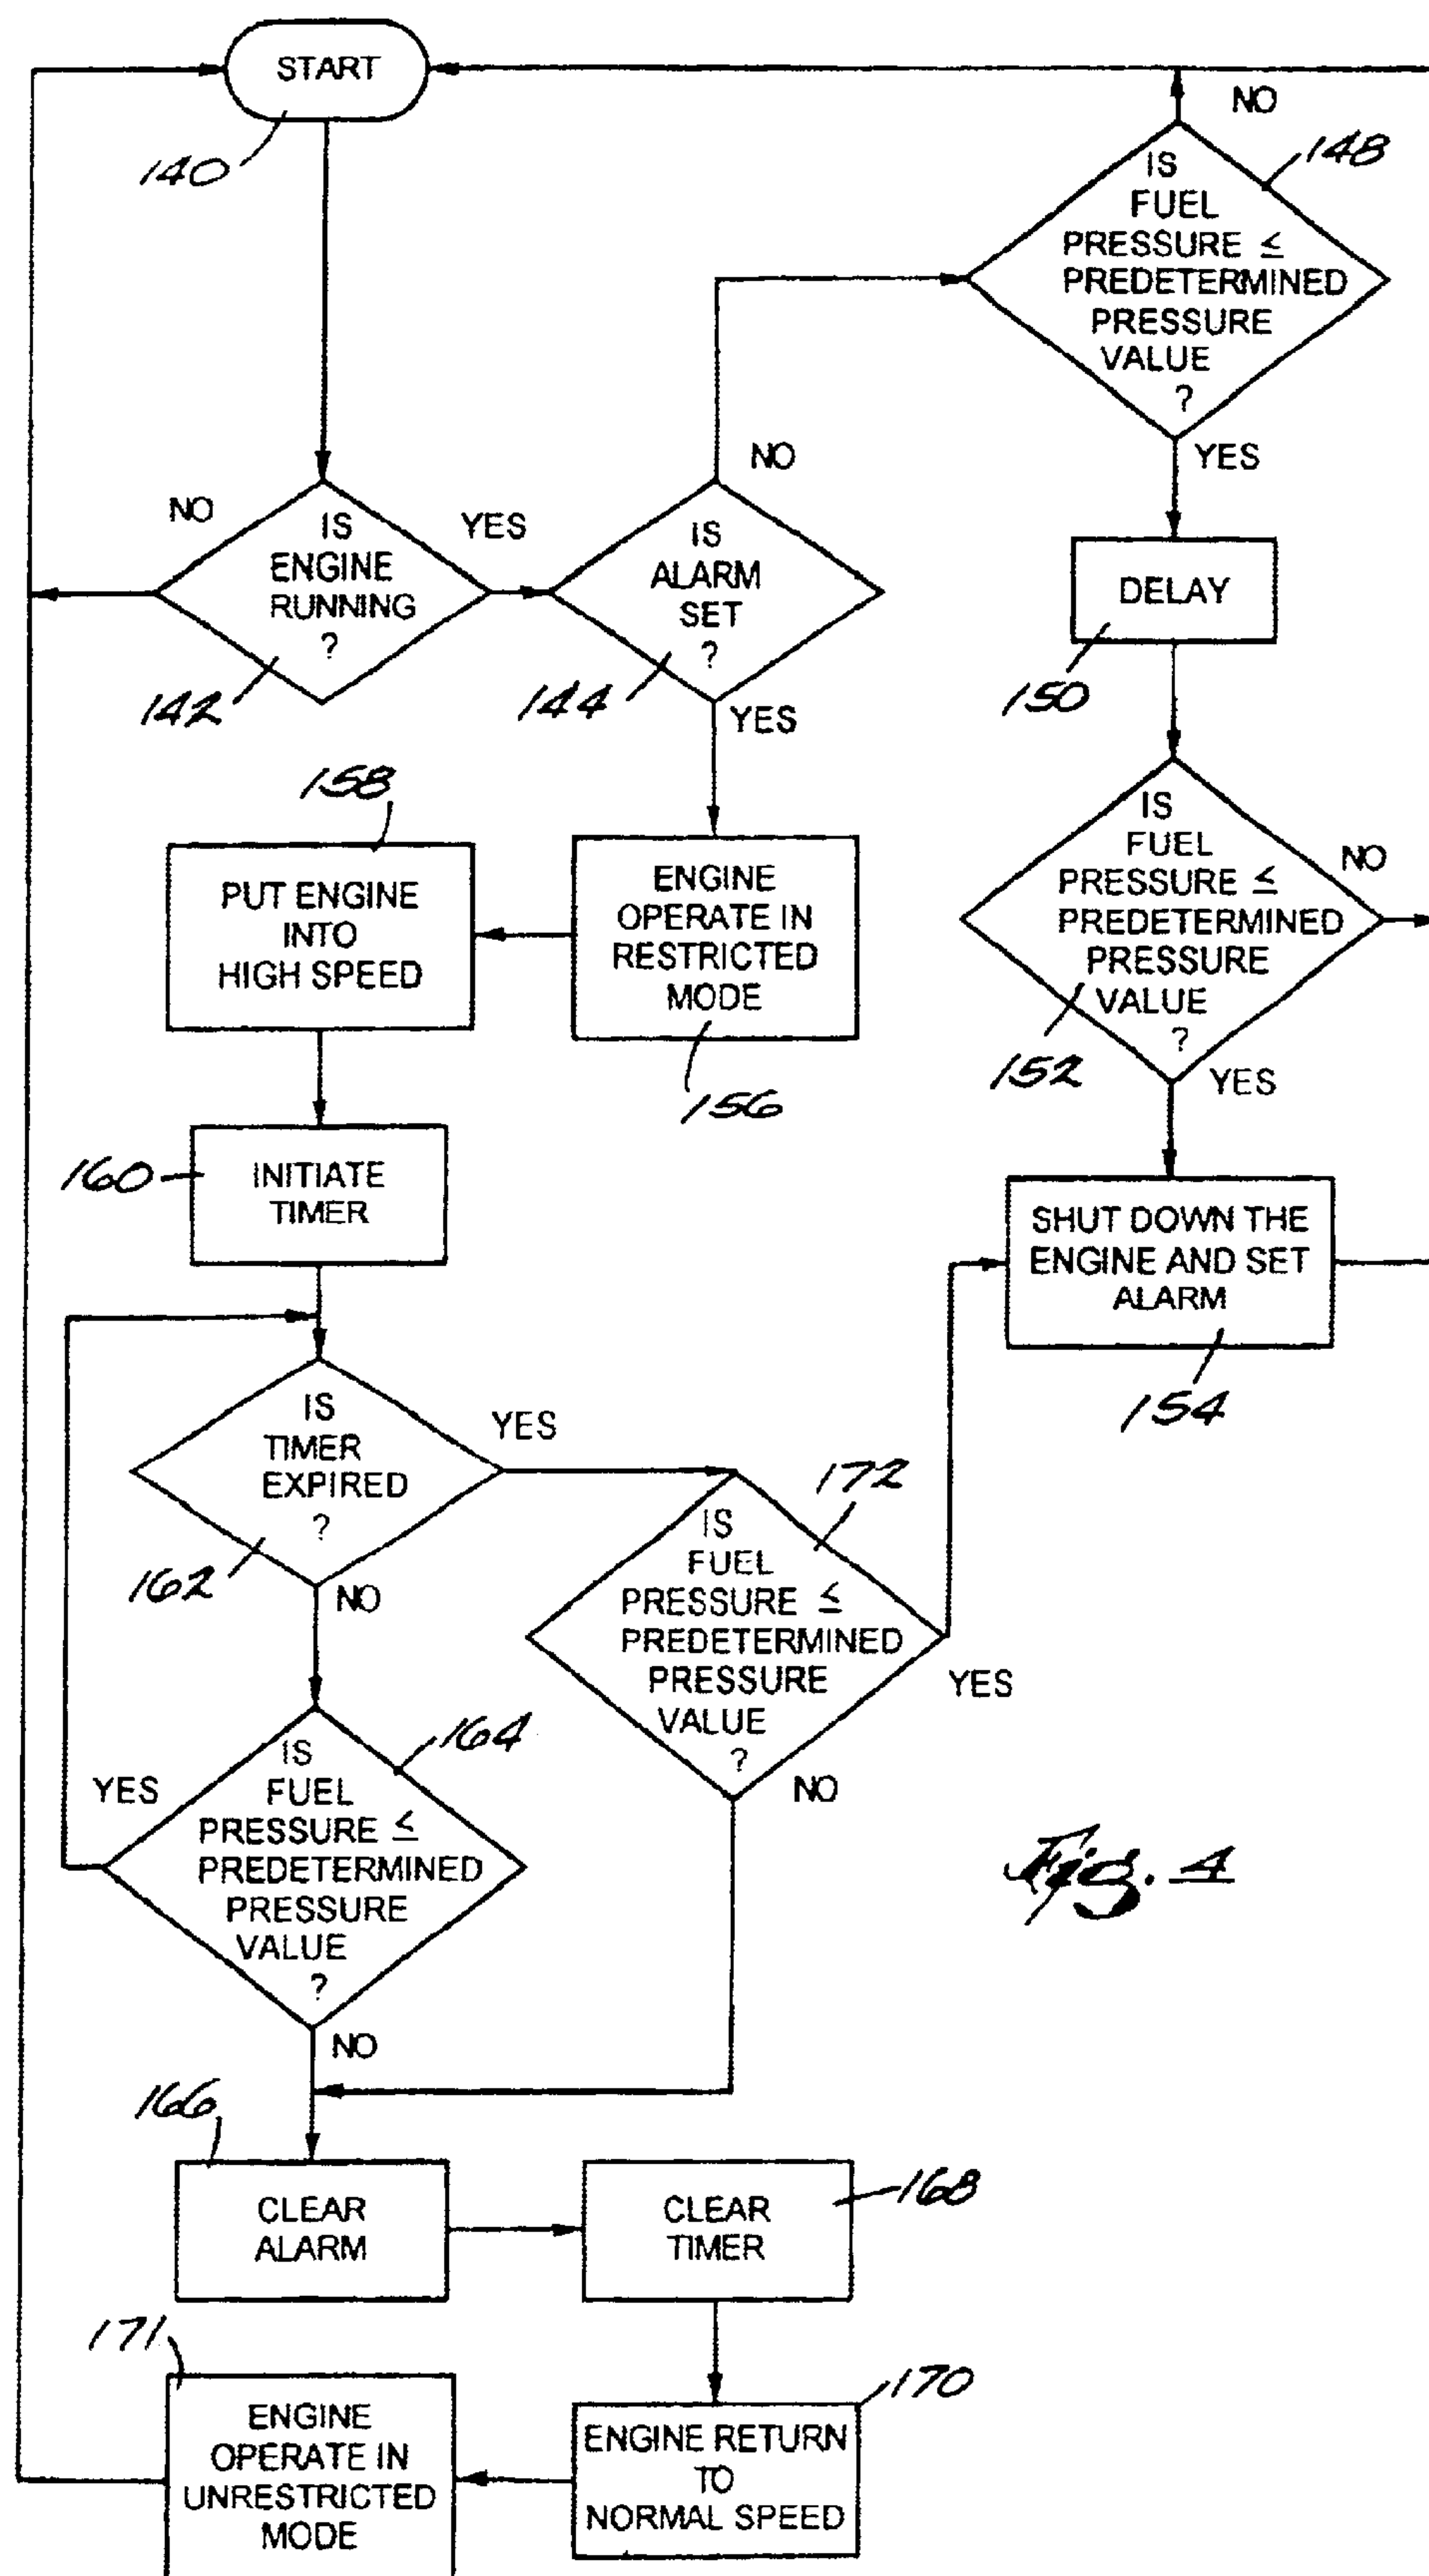 START
140
NO
IS
FUEL
PRESSURE ≤
PREDETERMINED
PRESSURE
VALUE
?
148
YES
NO
IS
ENGINE
RUNNING
?
142
YES
NO
IS
ALARM
SET
?
144
YES
DELAY
150
158
PUT ENGINE
INTO
HIGH SPEED
ENGINE
OPERATE IN
RESTRICTED
MODE
156
IS
FUEL
PRESSURE ≤
PREDETERMINED
PRESSURE
VALUE
?
NO
152
YES
160
INITIATE
TIMER
SHUT DOWN THE
ENGINE AND SET
ALARM
154
IS
TIMER
EXPIRED
?
YES
162
NO
172
IS
FUEL
PRESSURE ≤
PREDETERMINED
PRESSURE
VALUE
?
YES
NO
164
IS
FUEL
PRESSURE ≤
PREDETERMINED
PRESSURE
VALUE
?
YES
NO
Fig. 4
166
CLEAR
ALARM
CLEAR
TIMER
168
171
ENGINE
OPERATE IN
UNRESTRICTED
MODE
170
ENGINE RETURN
TO
NORMAL SPEED